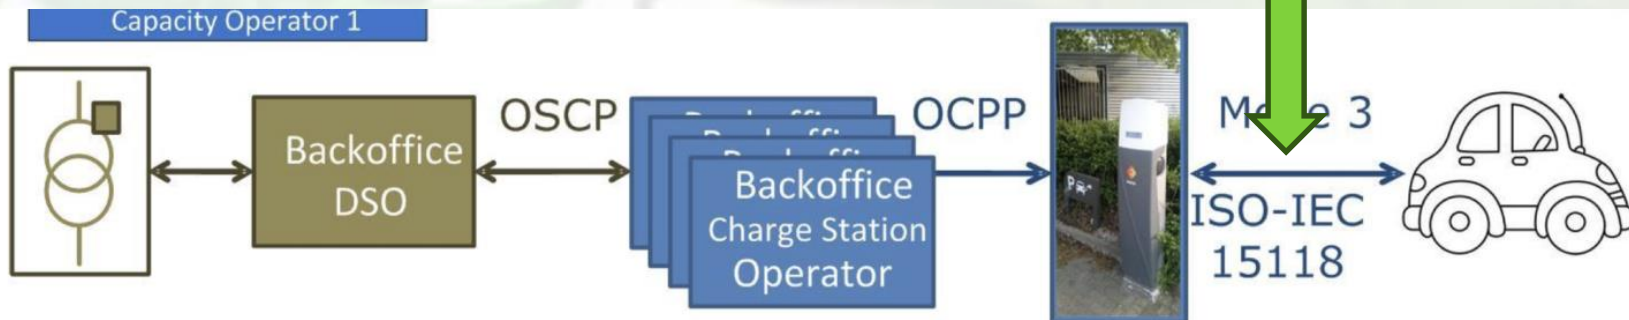 Capacity Operator 1
Backoffice
DSO
OSCP
Backoffice
Charge Station
Operator
OCPP
P
3
ISO-IEC
15118